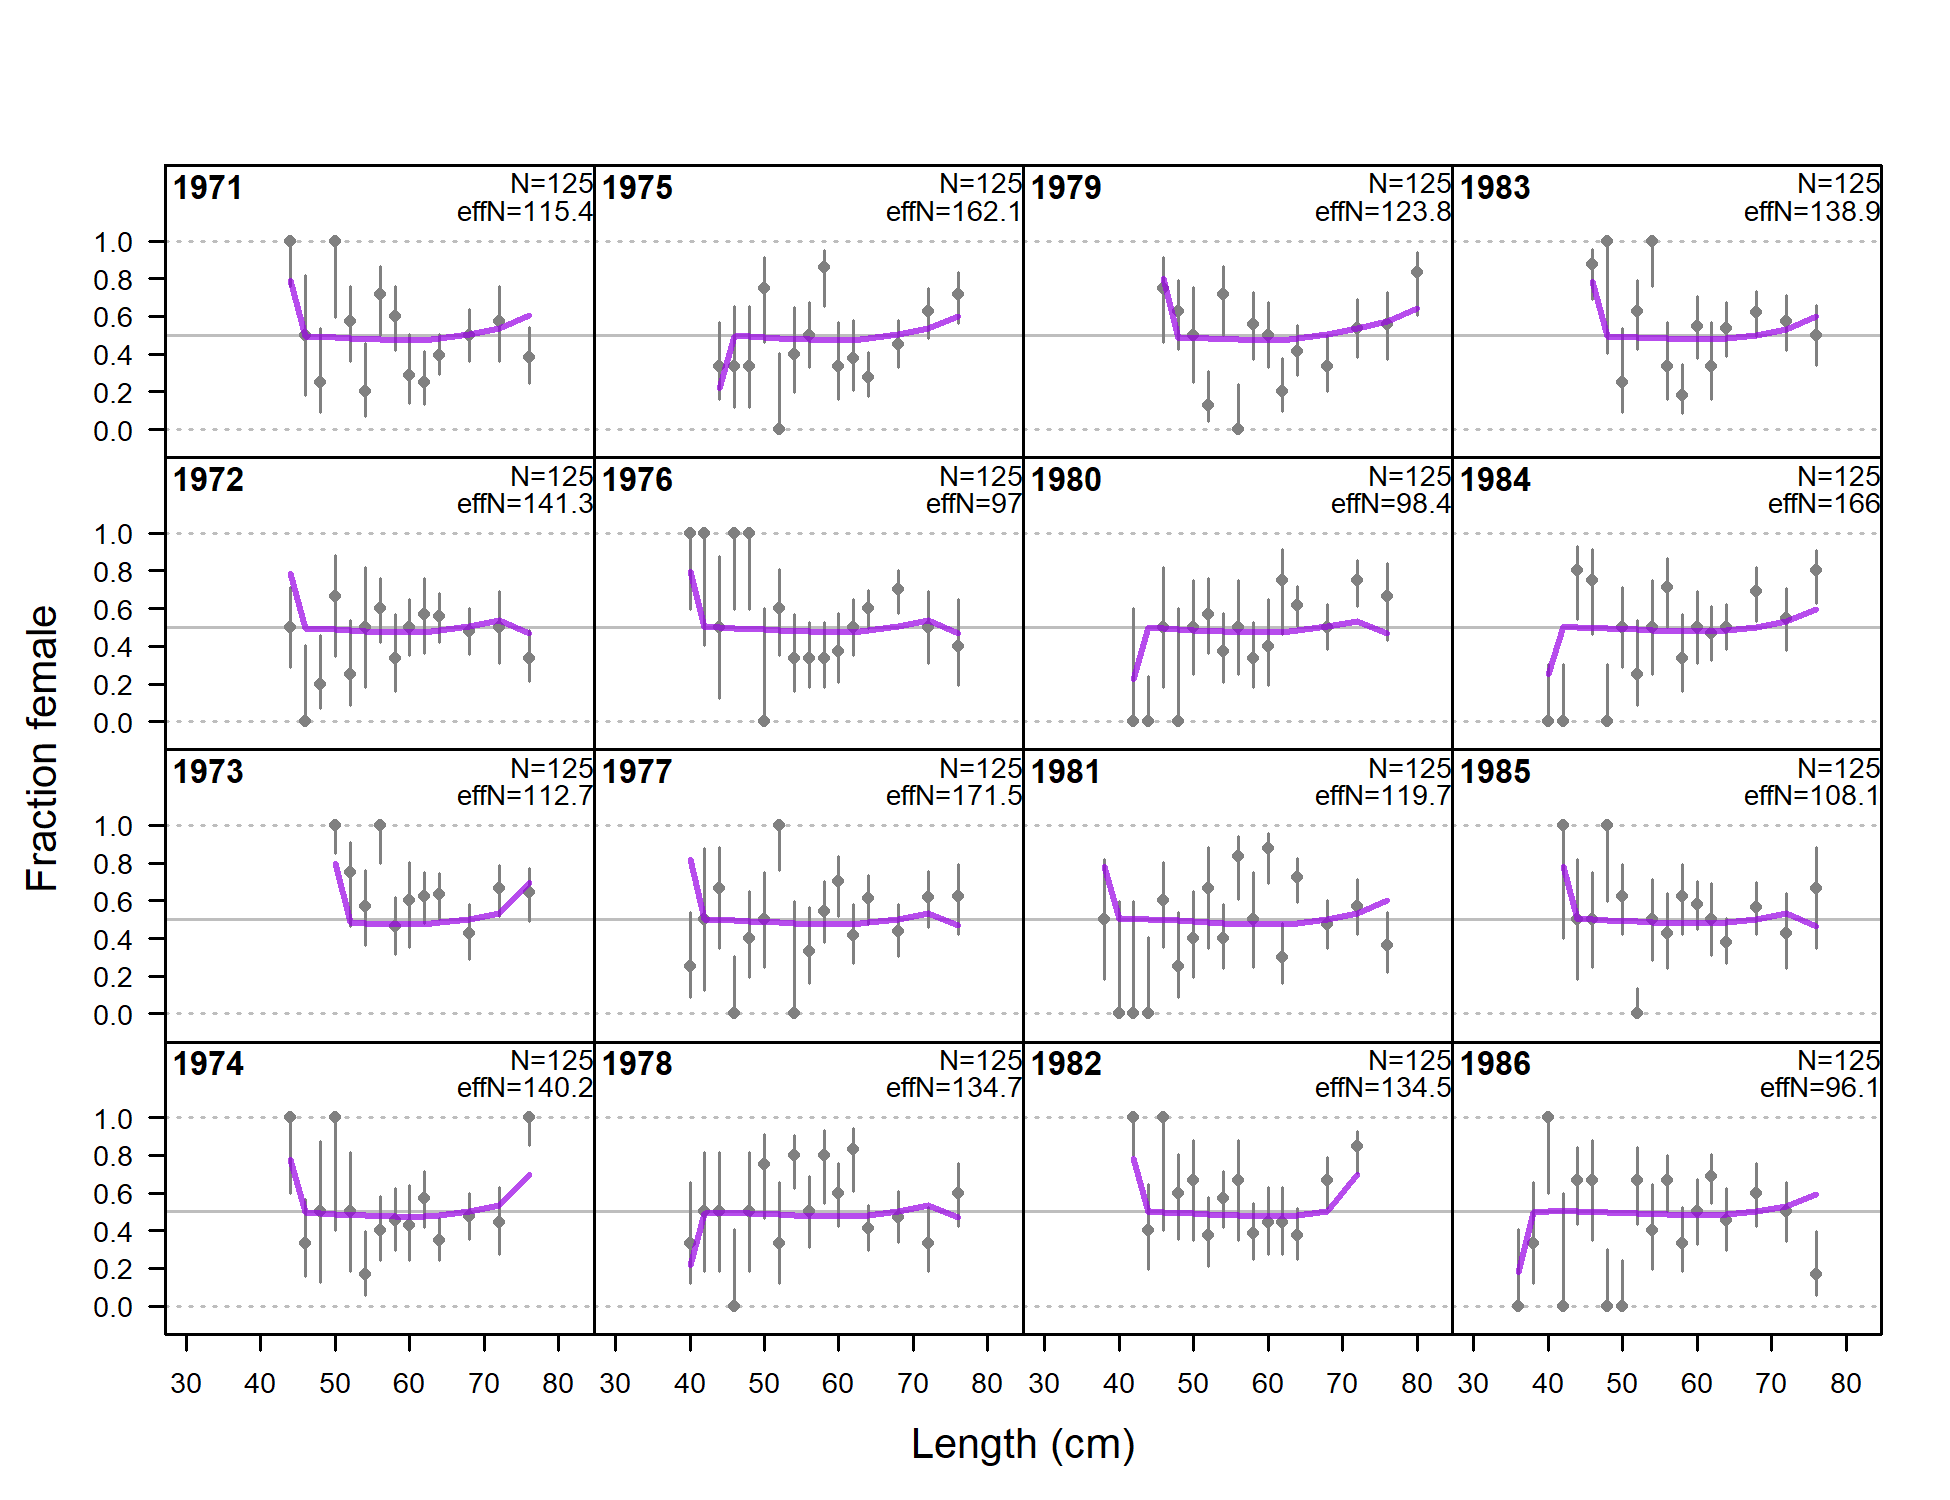 Fraction female
1971
N=125
effN=115.4
1975
N=125
effN=162.1
1979
N=125
effN=123.8
1983
N=125
effN=138.9
1.0
0.8
0.6
0.4
0.2
0.0
1972
N=125
effN=141.3
1976
N=125
effN=97
1980
N=125
effN=98.4
1984
N=125
effN=166
1.0
0.8
0.6
0.4
0.2
0.0
1973
N=125
effN=112.7
1977
N=125
effN=171.5
1981
N=125
effN=119.7
1985
N=125
effN=108.1
1.0
0.8
0.6
0.4
0.2
0.0
1974
N=125
effN=140.2
1978
N=125
effN=134.7
1982
N=125
effN=134.5
1986
N=125
effN=96.1
1.0
0.8
0.6
0.4
0.2
0.0
30 40 50 60 70 80 30 40 50 60 70 80 30 40 50 60 70 80 30 40 50 60 70 80
Length (cm)